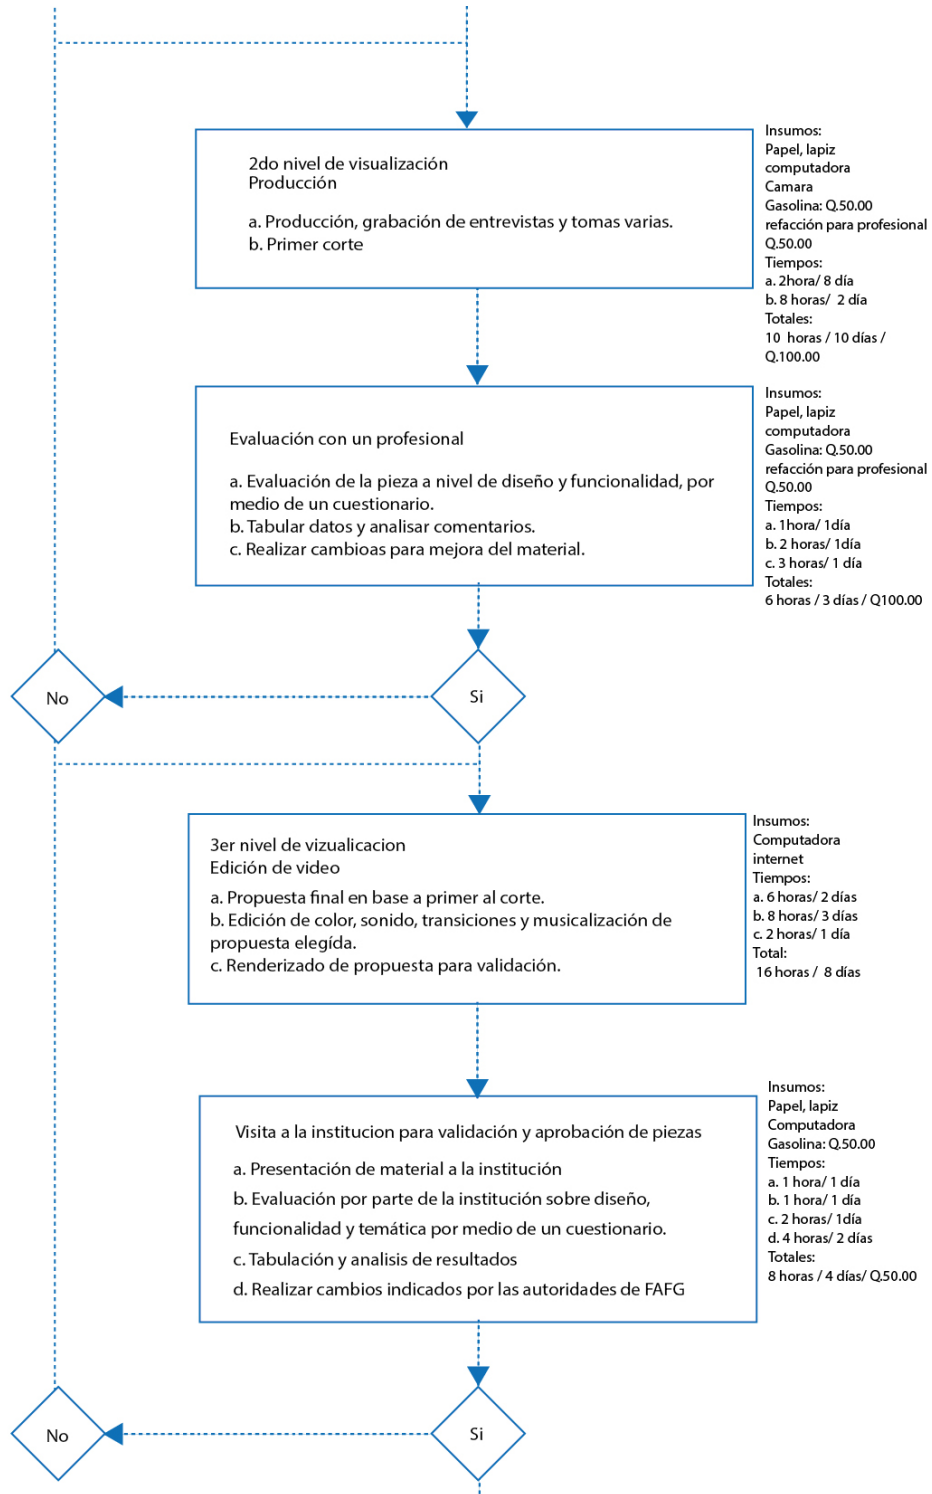 2do nivel de visualización
Producción
a. Producción, grabación de entrevistas y tomas varias.
b. Primer corte
Insumos:
Papel, lapiz
computadora
Camara
Gasolina: Q.50.00
refacción para profesional
Q.50.00
Tiempos:
a. 2hora/ 8 día
b. 8 horas/ 2 día
Totales:
10 horas / 10 días /
Q.100.00
Evaluación con un profesional
a. Evaluación de la pieza a nivel de diseño y funcionalidad, por
medio de un cuestionario.
b. Tabular datos y analisar comentarios.
c. Realizar cambioas para mejora del material.
Insumos:
Papel, lapiz
computadora
Gasolina: Q.50.00
refacción para profesional
Q.50.00
Tiempos:
a. 1hora/ 1día
b. 2 horas/ 1día
c. 3 horas/ 1 día
Totales:
6 horas / 3 días / Q100.00
No
Si
3er nivel de vizualicacion
Edición de video
a. Propuesta final en base a primer al corte.
b. Edición de color, sonido, transiciones y musicalización de
propuesta elegída.
c. Renderizado de propuesta para validación.
Insumos:
Computadora
internet
Tiempos:
a. 6 horas/ 2 días
b. 8 horas/ 3 días
c. 2 horas/ 1 día
Total:
16 horas / 8 días
Visita a la institucion para validación y aprobación de piezas
a. Presentación de material a la institución
b. Evaluación por parte de la institución sobre diseño,
funcionalidad y temática por medio de un cuestionario.
c. Tabulación y analisis de resultados
d. Realizar cambios indicados por las autoridades de FAFG
Insumos:
Papel, lapiz
Computadora
Gasolina: Q.50.00
Tiempos:
a. 1 hora/ 1 día
b. 1 hora/ 1 día
c. 2 horas/ 1día
d. 4 horas/ 2 días
Totales:
8 horas / 4 días/ Q.50.00
No
Si